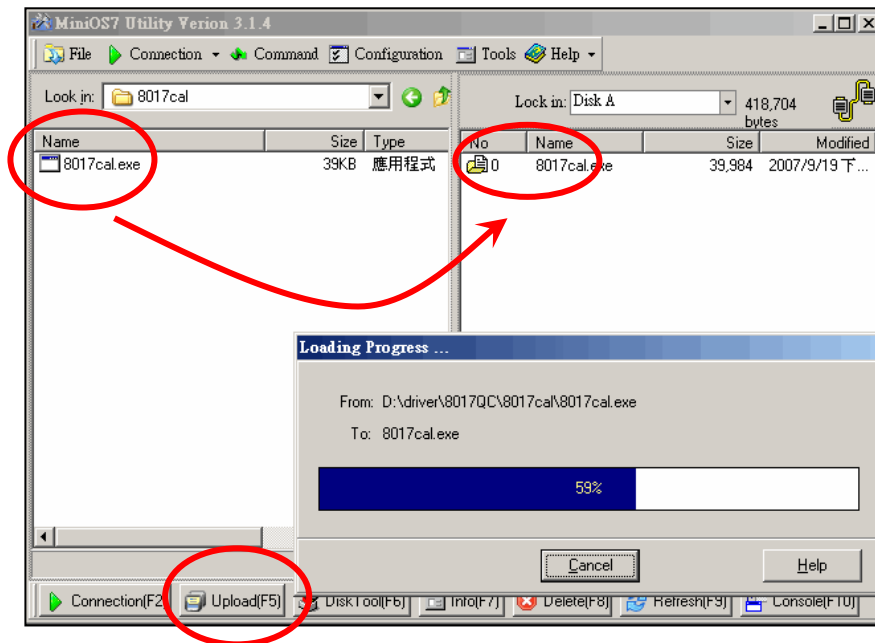 MiniOS7 Utility Verion 3.1.4
File Connection Command Configuration Tools Help
Look in: 8017cal
Lock in: Disk A 418,704 bytes
Name Size Type
8017cal.exe 39KB 應用程式
No Name Size Modified
0 8017cal.exe 39,984 2007/9/19 下...
Loading Progress ...
From: D:\driver\8017QC\8017cal\8017cal.exe
To: 8017cal.exe
59%
Cancel Help
Connection(F2) Upload(F5) DiskTool(F6) Info(F7) Delete(F8) Refresh(F9) Console(F10)